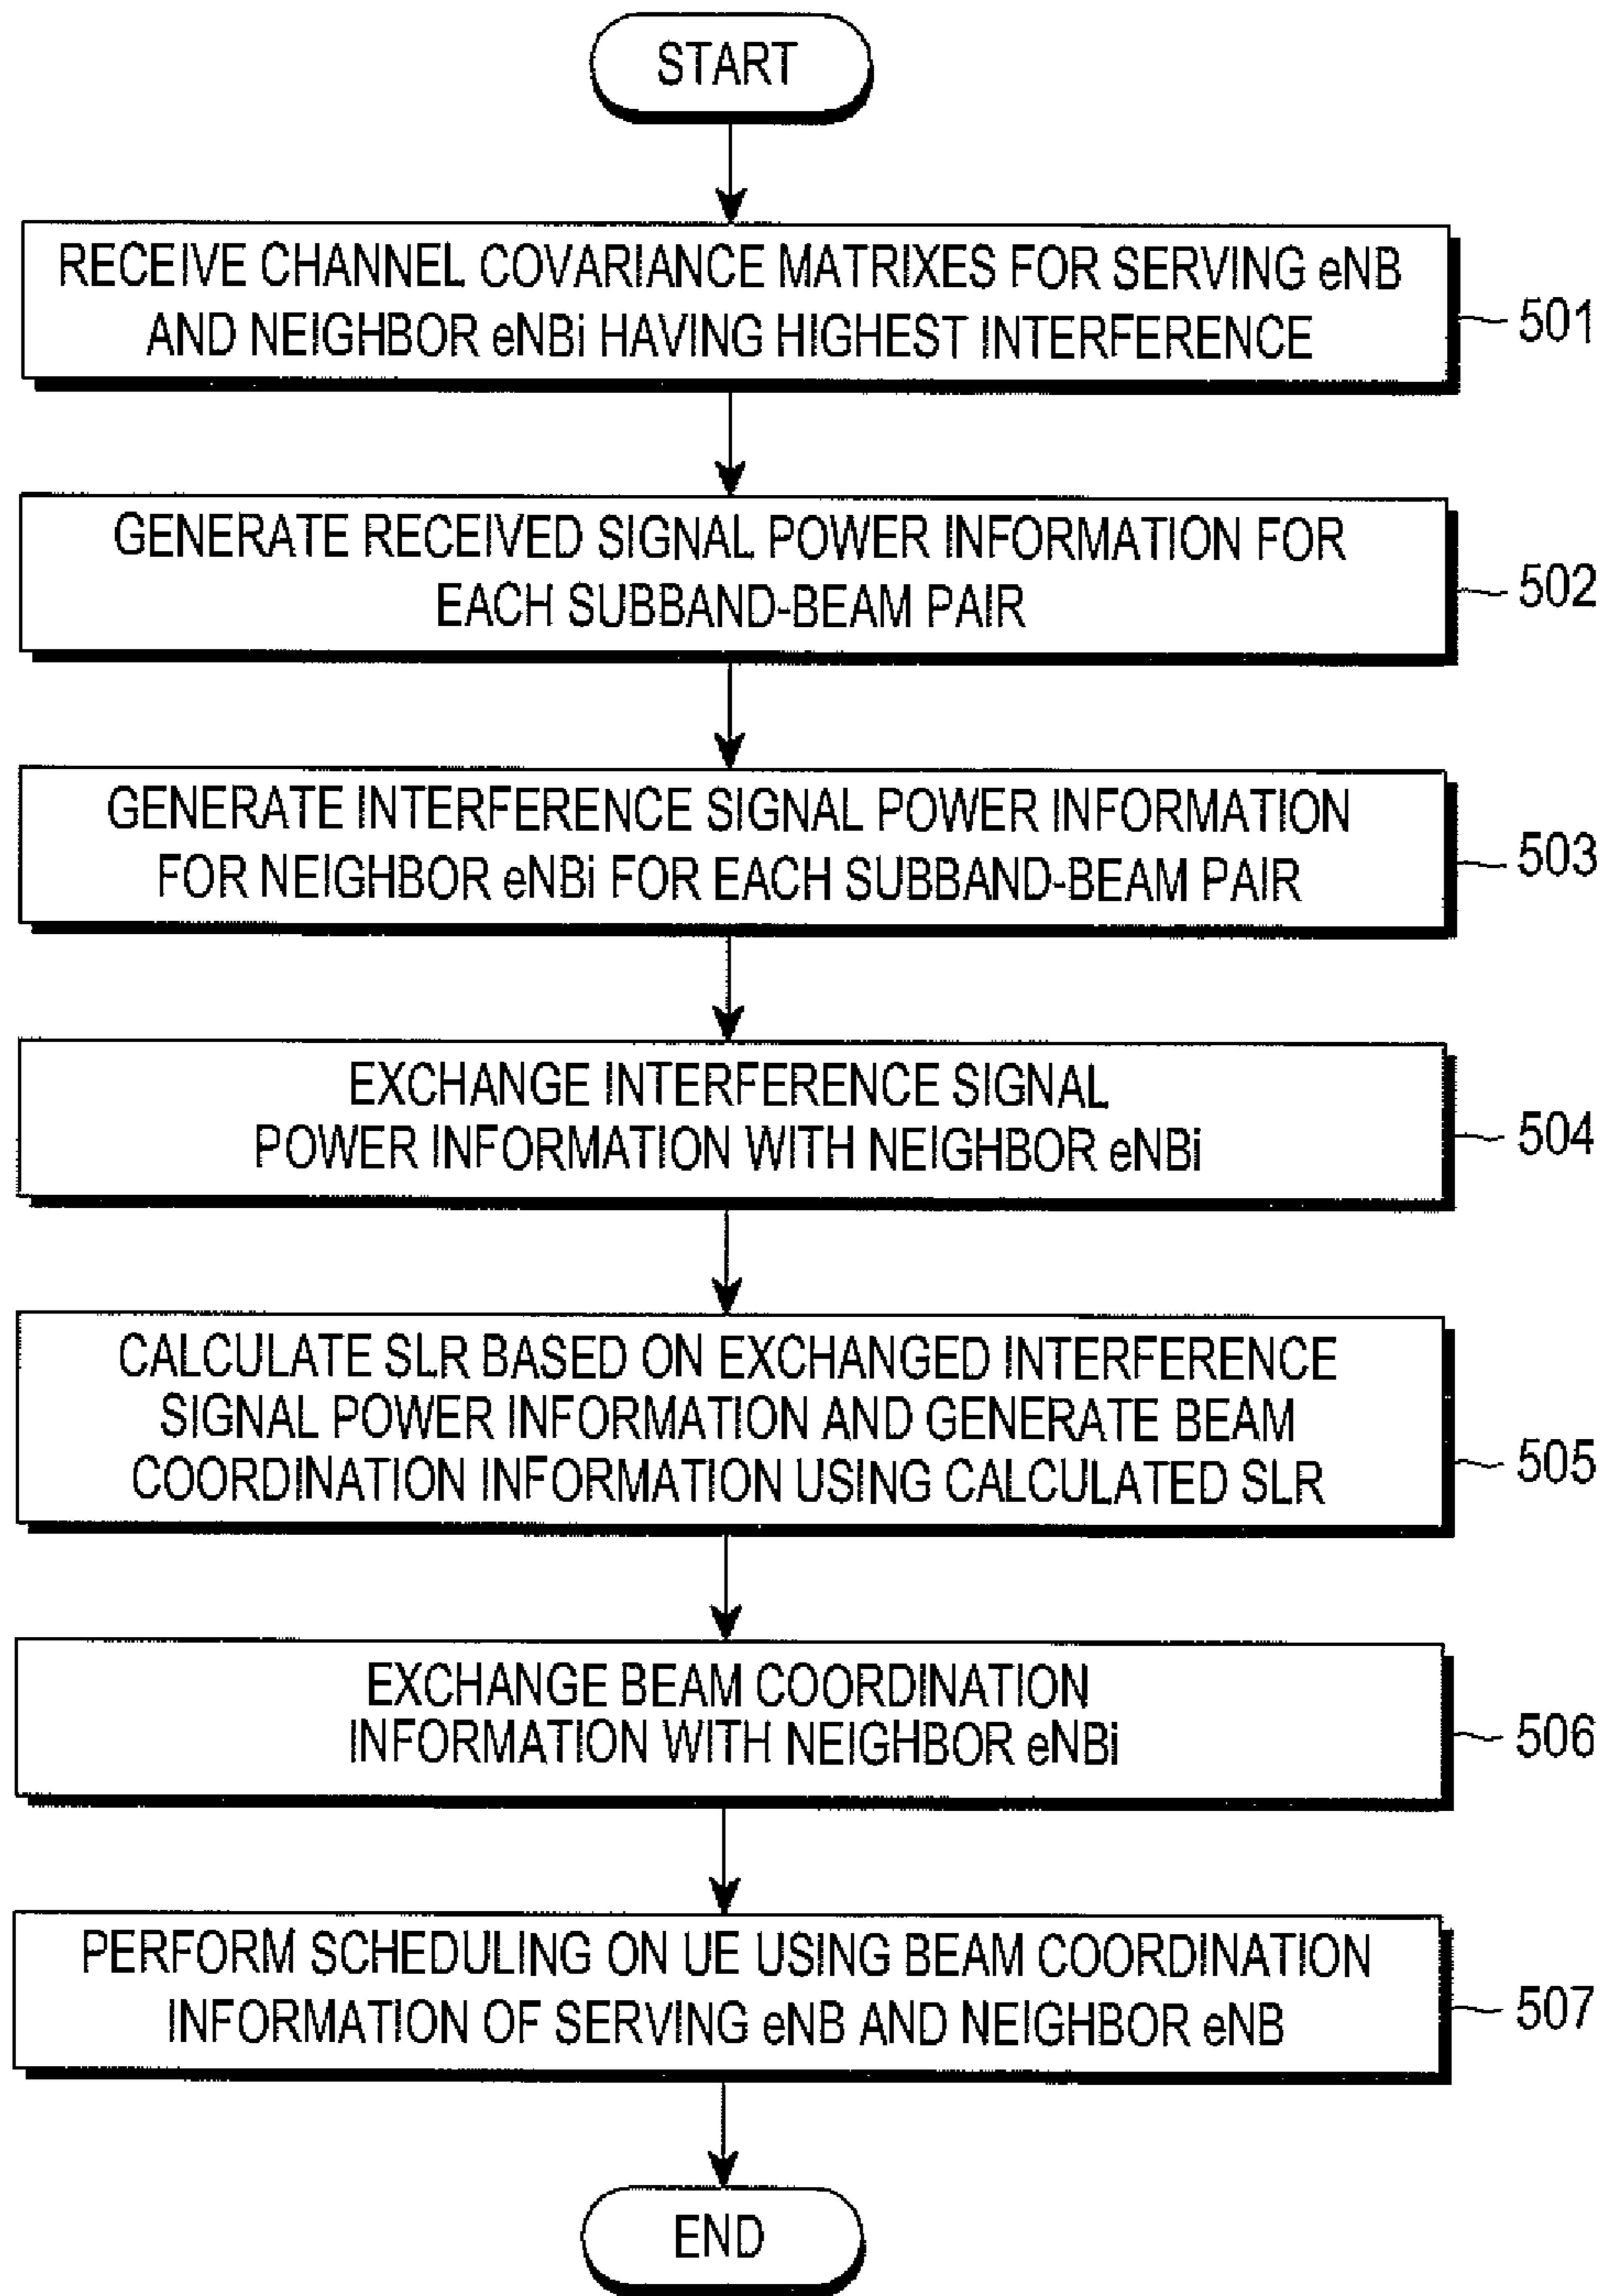 START
RECEIVE CHANNEL COVARIANCE MATRIXES FOR SERVING eNB
AND NEIGHBOR eNBi HAVING HIGHEST INTERFERENCE
501
GENERATE RECEIVED SIGNAL POWER INFORMATION FOR
EACH SUBBAND-BEAM PAIR
502
GENERATE INTERFERENCE SIGNAL POWER INFORMATION
FOR NEIGHBOR eNBi FOR EACH SUBBAND-BEAM PAIR
503
EXCHANGE INTERFERENCE SIGNAL
POWER INFORMATION WITH NEIGHBOR eNBi
504
CALCULATE SLR BASED ON EXCHANGED INTERFERENCE
SIGNAL POWER INFORMATION AND GENERATE BEAM
COORDINATION INFORMATION USING CALCULATED SLR
505
EXCHANGE BEAM COORDINATION
INFORMATION WITH NEIGHBOR eNBi
506
PERFORM SCHEDULING ON UE USING BEAM COORDINATION
INFORMATION OF SERVING eNB AND NEIGHBOR eNB
507
END